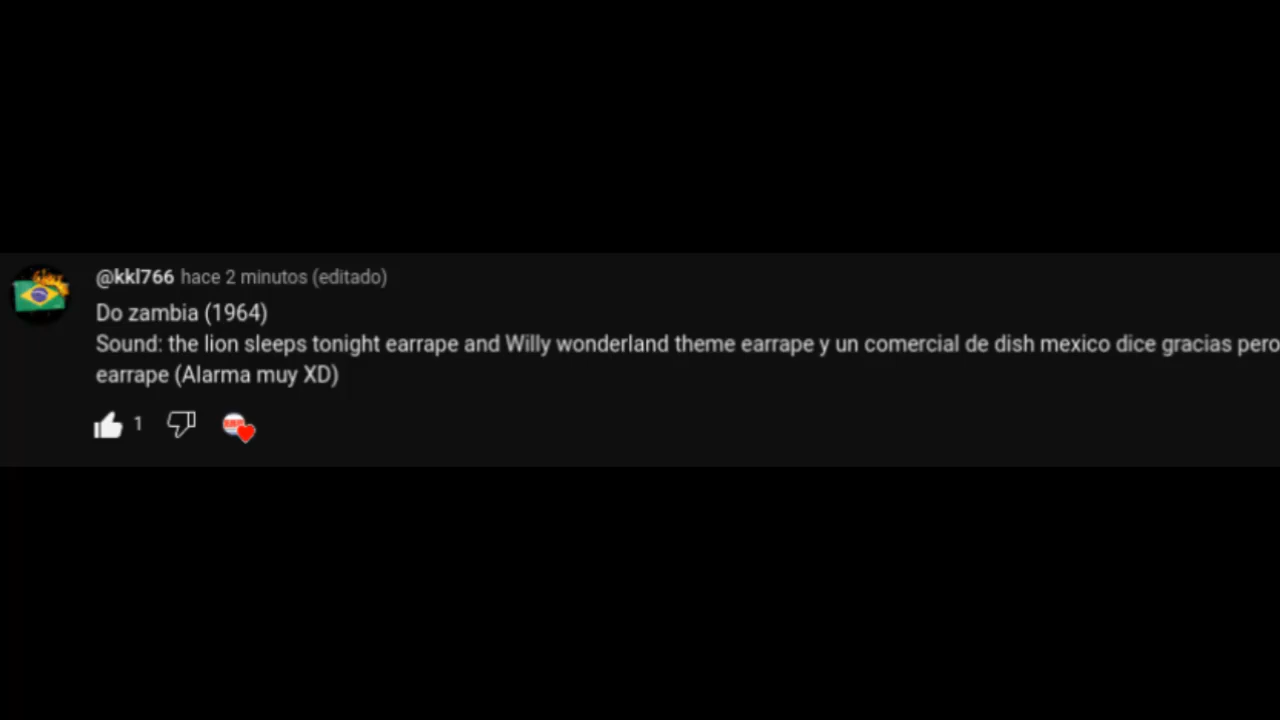 @kkl766 hace 2 minutos (editado)
Do zambia (1964)
Sound: the lion sleeps tonight earrape and Willy wonderland theme earrape y un comercial de dish mexico dice gracias pero
earrape (Alarma muy XD)
1